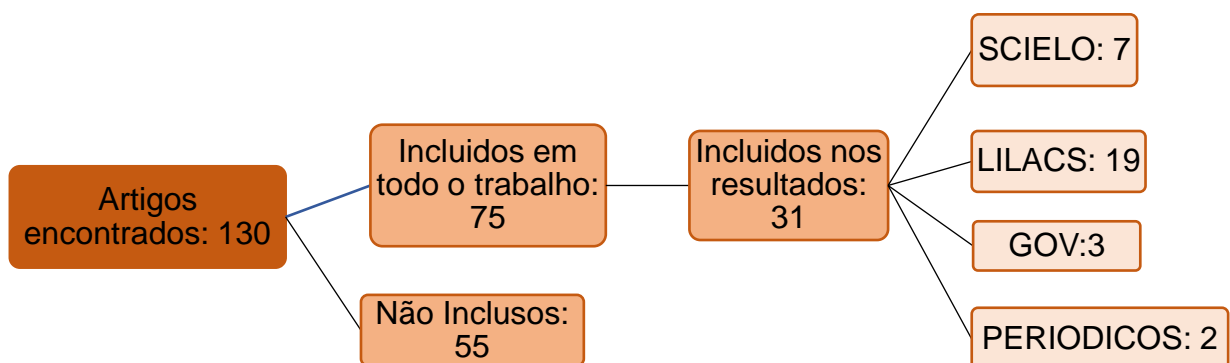 Artigos
encontrados: 130
Incluidos em
todo o trabalho:
75
Não Inclusos:
55
Incluidos nos
resultados:
31
SCIELO: 7
LILACS: 19
GOV:3
PERIODICOS: 2